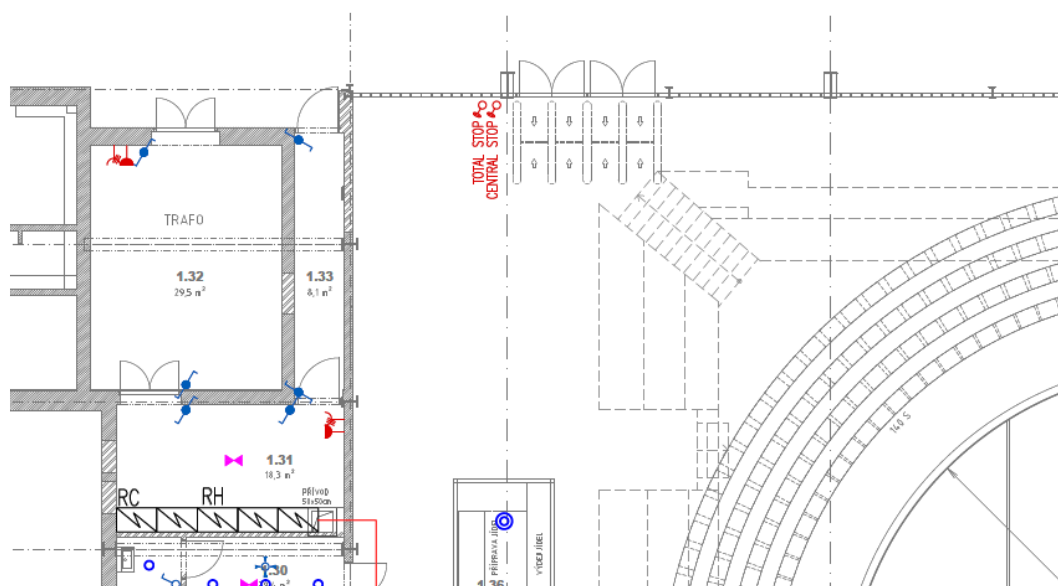 TOTAL STOP
CENTRAL STOP
TRAFO
1.32
29,5 m²
1.33
8,1 m²
1.31
18,3 m²
RC
RH
PŘÍVOD
50x50cm
PŘÍPRAVA JÍDEL
VÝDEJ JÍDEL
1.30
1.36